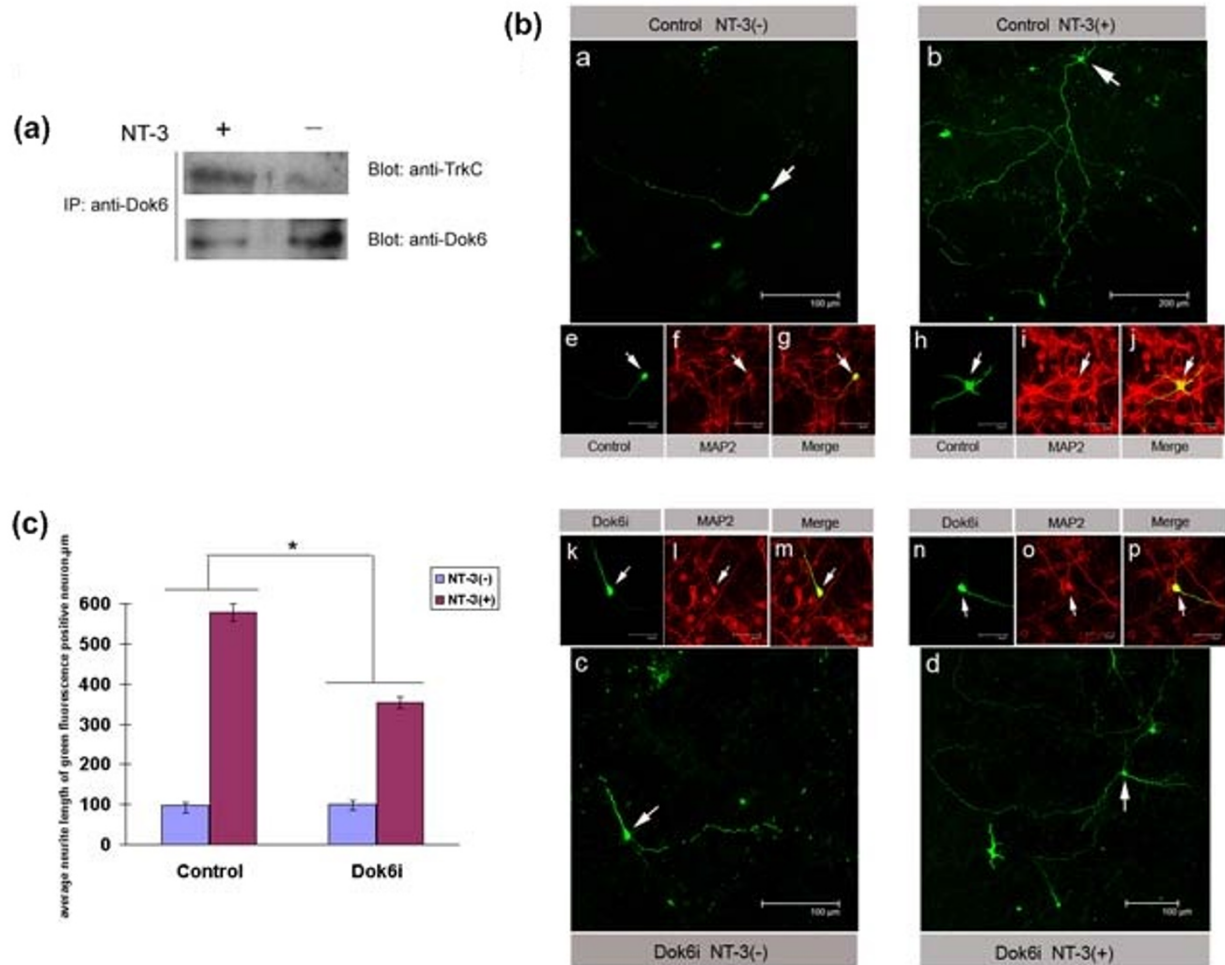 (a)
NT-3 + –
Blot: anti-TrkC
IP: anti-Dok6
Blot: anti-Dok6
(b)
Control NT-3(-)
Control NT-3(+)
a
b
100 µm
200 µm
e
f
g
h
i
j
Control
MAP2
Merge
Control
MAP2
Merge
(c)
average neurite length of green fluorescence positive neuron,µm
*
NT-3(-)
NT-3(+)
600
500
400
300
200
100
0
Control
Dok6i
Dok6i
MAP2
Merge
Dok6i
MAP2
Merge
k
l
m
n
o
p
c
d
100 µm
100 µm
Dok6i NT-3(-)
Dok6i NT-3(+)